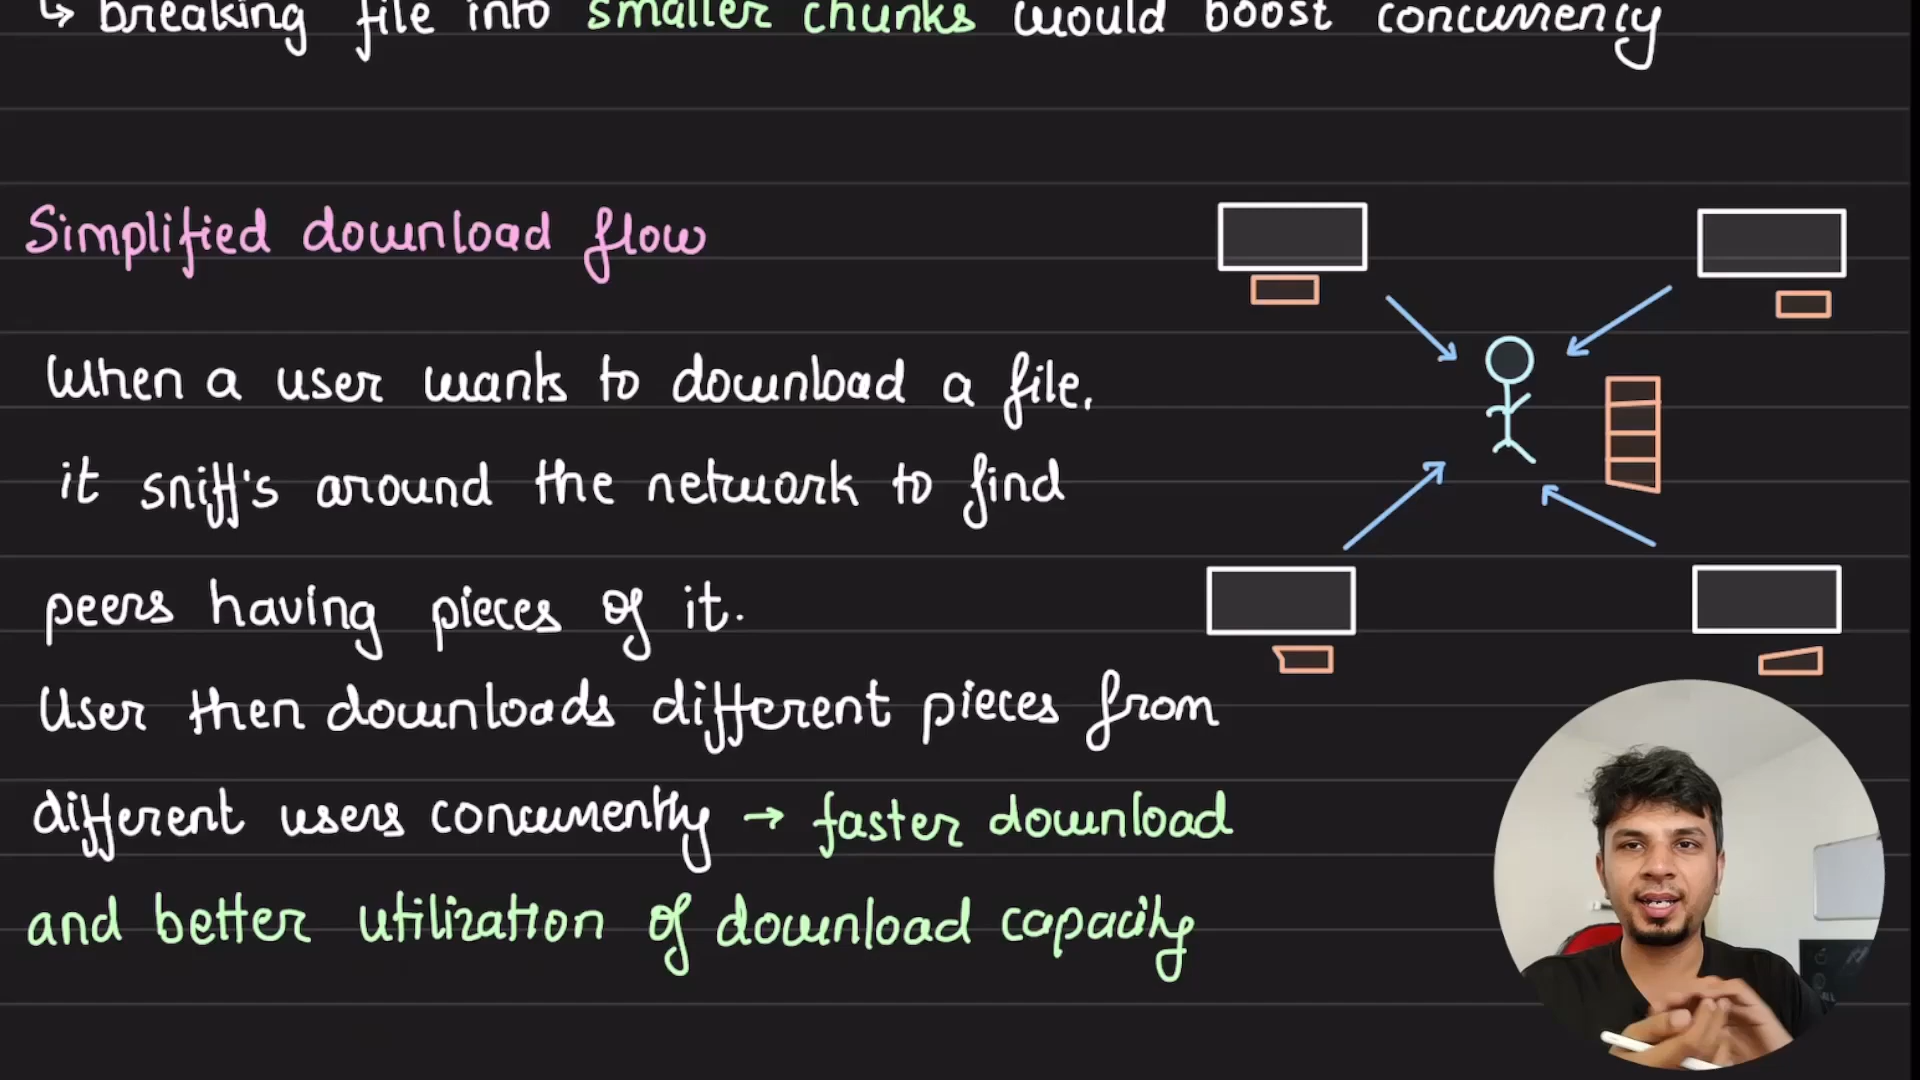 ↳ breaking file into smaller chunks would boost concurrency
Simplified download flow
When a user wants to download a file,
it sniff's around the network to find
peers having pieces of it.
User then downloads different pieces from
different users concurrently → faster download
and better utilization of download capacity